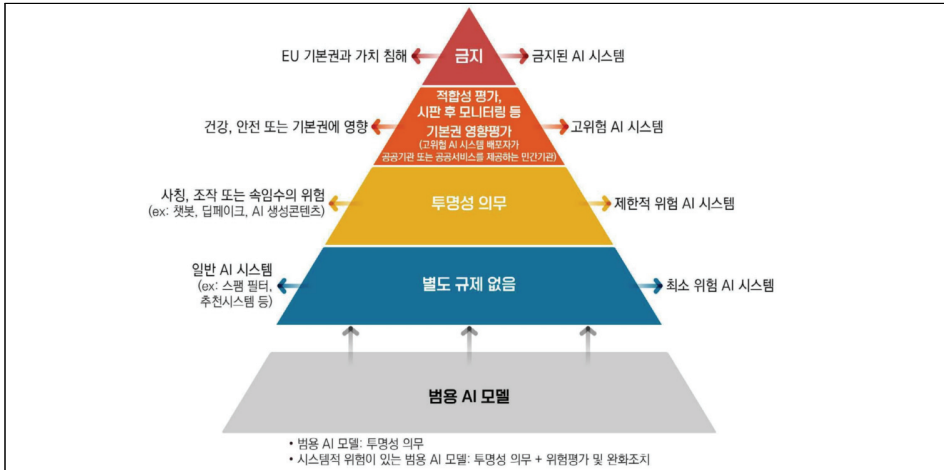 EU 기본권과 가치 침해
금지
금지된 AI 시스템
건강, 안전 또는 기본권에 영향
적합성 평가,
시판 후 모니터링 등
기본권 영향평가
(고위험 AI 시스템 배포자가
공공기관 또는 공공서비스를 제공하는 민간기관)
고위험 AI 시스템
사칭, 조작 또는 속임수의 위험
(ex: 챗봇, 딥페이크, AI 생성콘텐츠)
투명성 의무
제한적 위험 AI 시스템
일반 AI 시스템
(ex: 스팸 필터,
추천시스템 등)
별도 규제 없음
최소 위험 AI 시스템
범용 AI 모델
• 범용 AI 모델: 투명성 의무
• 시스템적 위험이 있는 범용 AI 모델: 투명성 의무 + 위험평가 및 완화조치